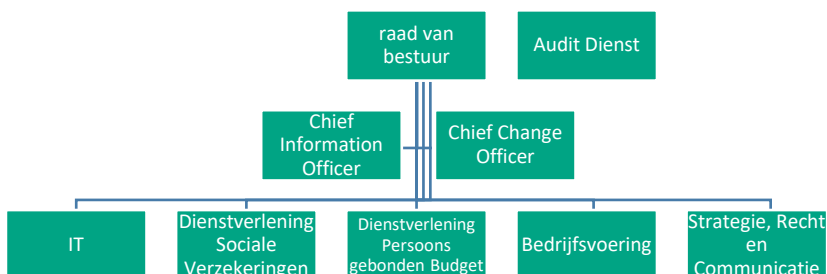 raad van
bestuur
Audit Dienst
Chief
Information
Officer
Chief Change
Officer
IT
Dienstverlening
Sociale
Verzekeringen
Dienstverlening
Persoons
gebonden Budget
Bedrijfsvoering
Strategie, Recht
en
Communicatie